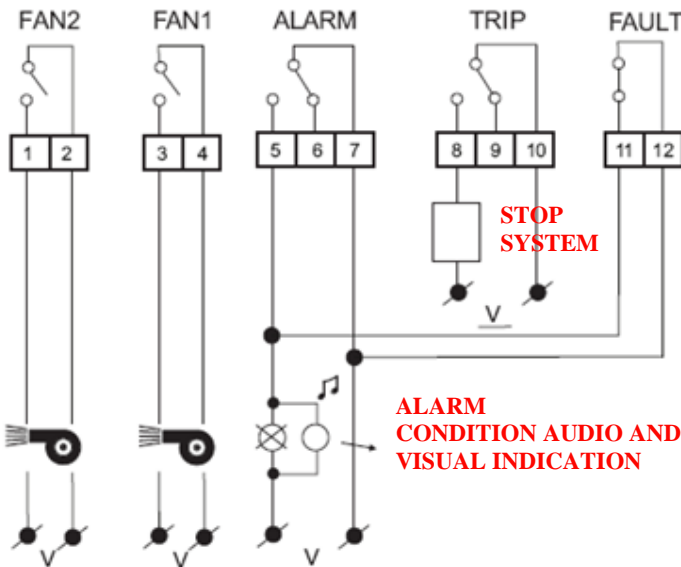 FAN2 FAN1 ALARM TRIP FAULT
1 2 3 4 5 6 7 8 9 10 11 12
STOP
SYSTEM
V
ALARM
CONDITION AUDIO AND
VISUAL INDICATION
V V V